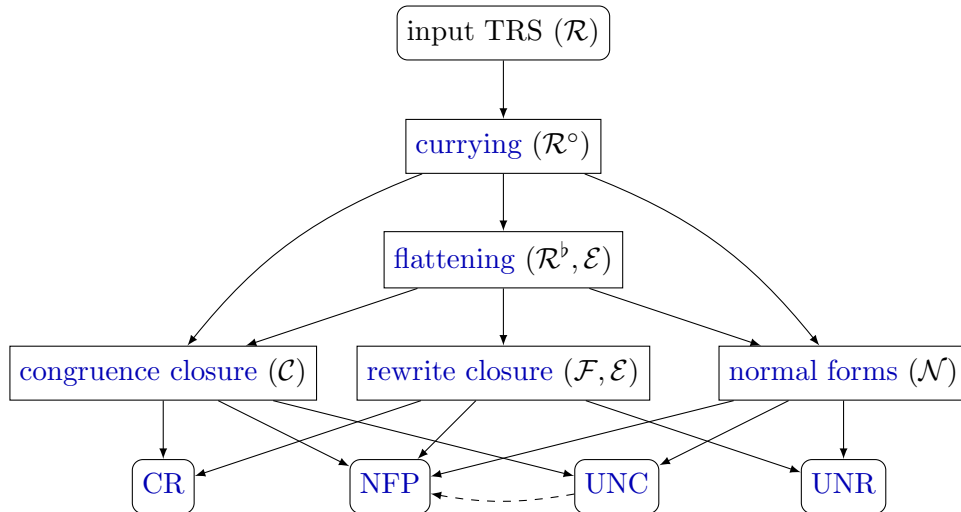 input TRS (ℛ)
currying (ℛ°)
flattening (ℛ♭, ℰ)
congruence closure (𝒞)
rewrite closure (ℱ, ℰ)
normal forms (𝒩)
CR
NFP
UNC
UNR